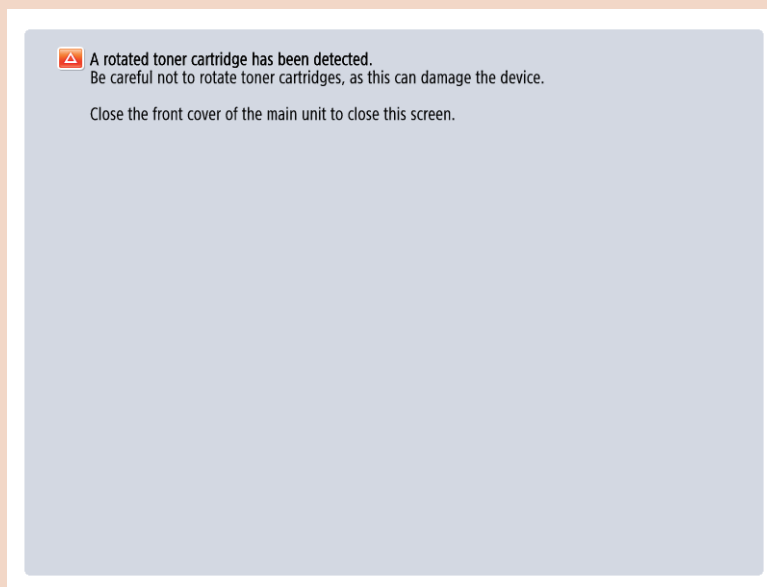 A rotated toner cartridge has been detected.
Be careful not to rotate toner cartridges, as this can damage the device.
Close the front cover of the main unit to close this screen.